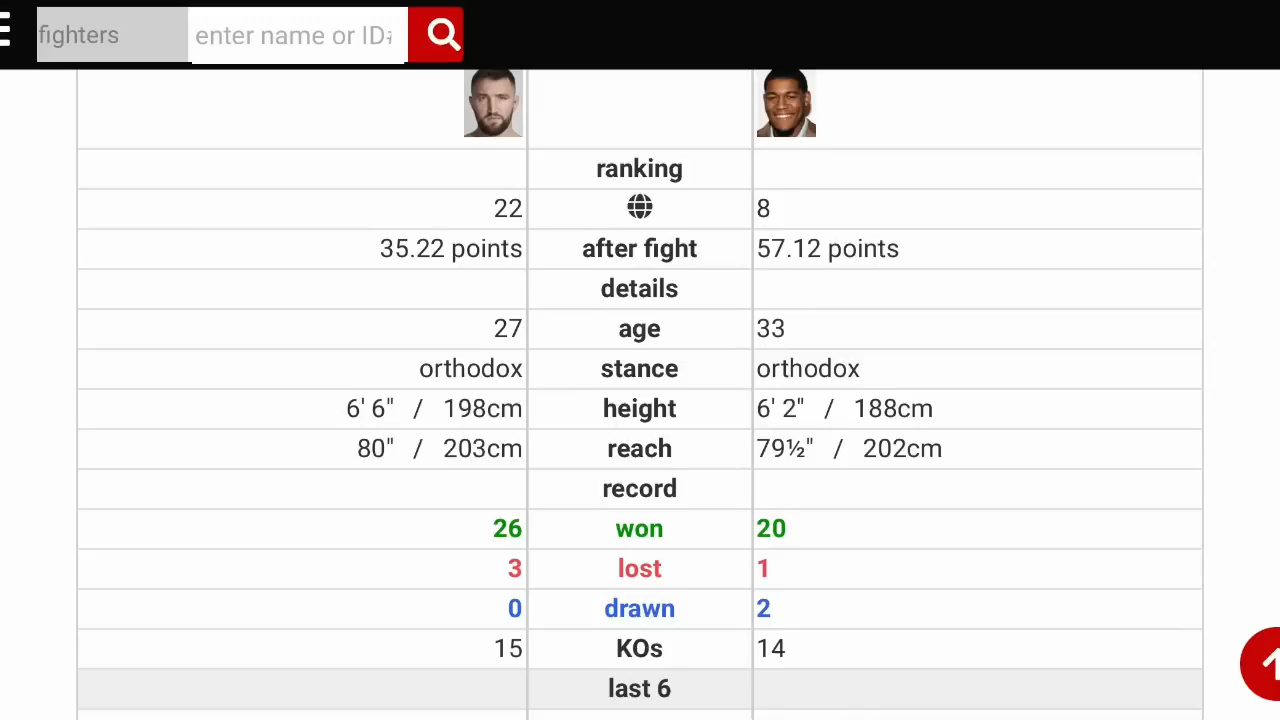 fighters enter name or ID#
ranking
22 8
35.22 points after fight 57.12 points
details
27 age 33
orthodox stance orthodox
6' 6" / 198cm height 6' 2" / 188cm
80" / 203cm reach 79½" / 202cm
record
26 won 20
3 lost 1
0 drawn 2
15 KOs 14
last 6